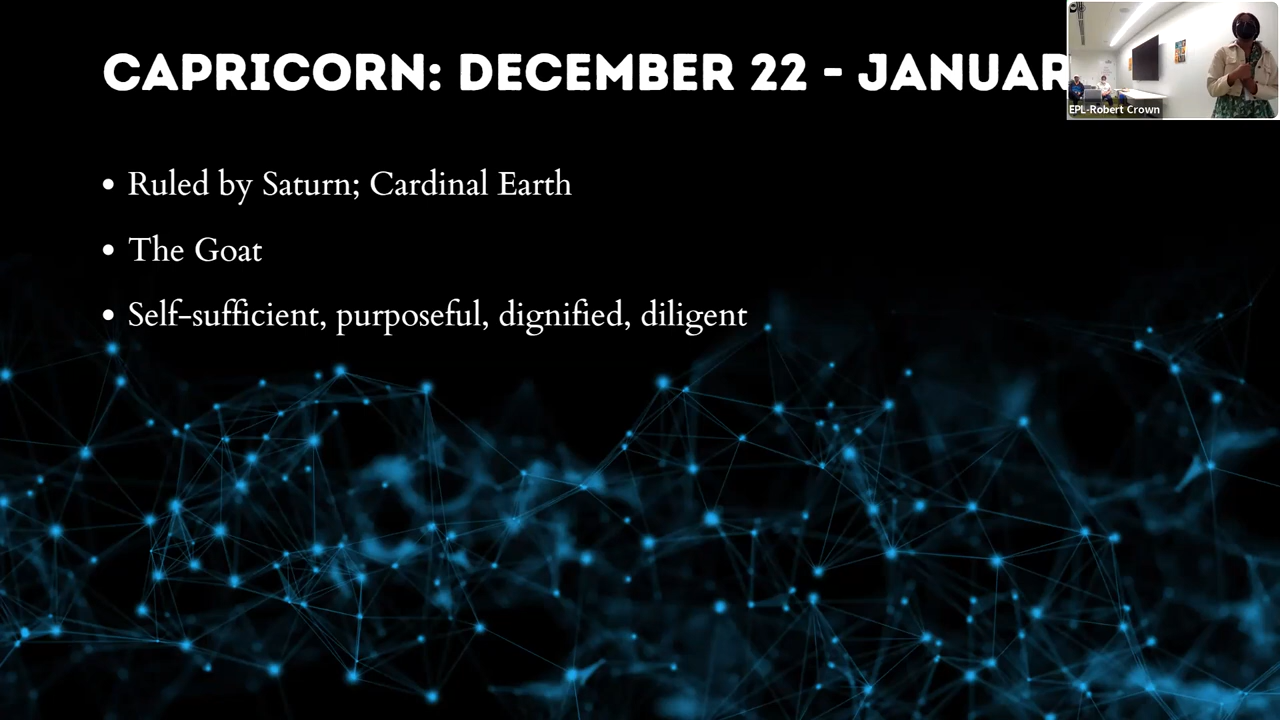 CAPRICORN: DECEMBER 22 - JANUAR
• Ruled by Saturn; Cardinal Earth
• The Goat
• Self-sufficient, purposeful, dignified, diligent
EPL-Robert Crown